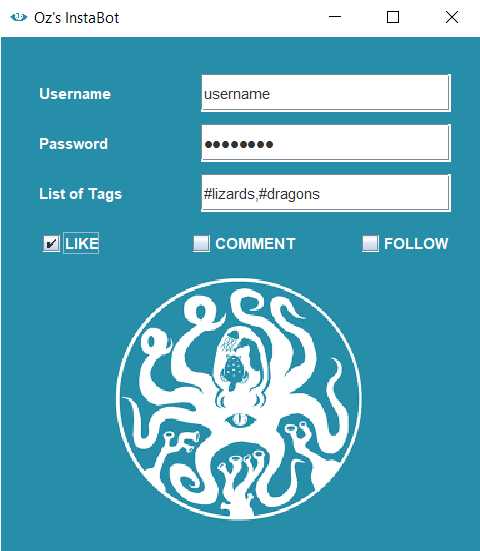 Oz's InstaBot
Username
username
Password
●●●●●●●●
List of Tags
#lizards,#dragons
LIKE COMMENT FOLLOW